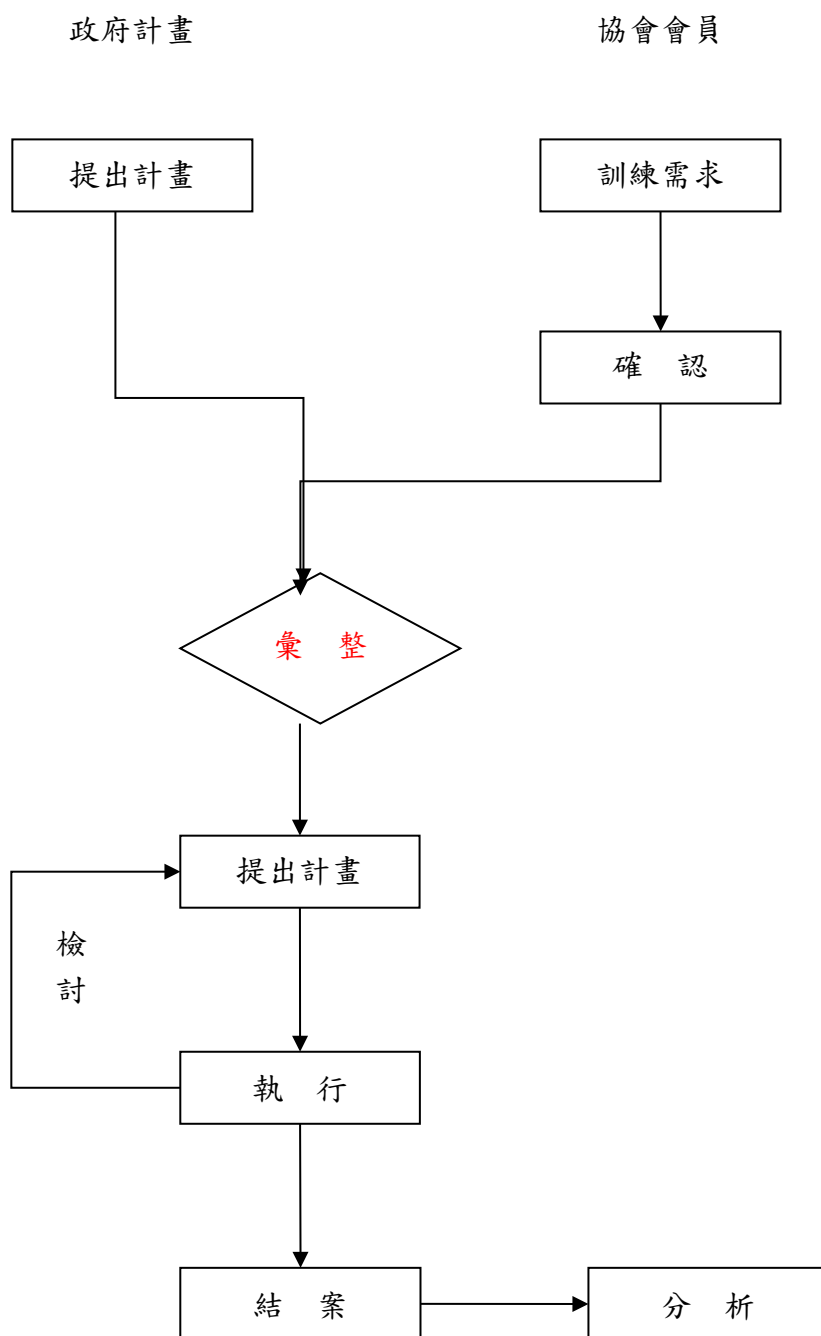 政府計畫
協會會員
提出計畫
訓練需求
確　認
彙　整
提出計畫
檢
討
執　行
結　案
分　析